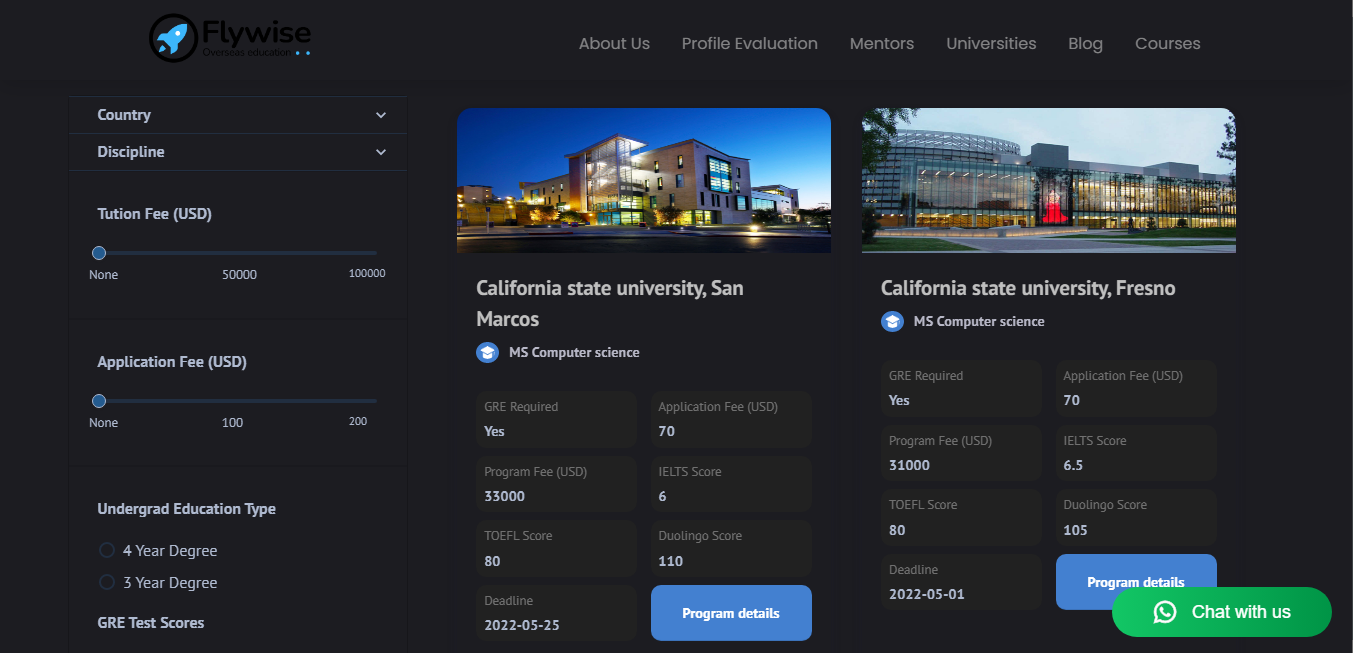 Flywise
Overseas education
About Us
Profile Evaluation
Mentors
Universities
Blog
Courses
Country
Discipline
Tution Fee (USD)
None
50000
100000
Application Fee (USD)
None
100
200
Undergrad Education Type
4 Year Degree
3 Year Degree
GRE Test Scores
California state university, San
Marcos
MS Computer science
GRE Required
Yes
Application Fee (USD)
70
Program Fee (USD)
33000
IELTS Score
6
TOEFL Score
80
Duolingo Score
110
Deadline
2022-05-25
Program details
California state university, Fresno
MS Computer science
GRE Required
Yes
Application Fee (USD)
70
Program Fee (USD)
31000
IELTS Score
6.5
TOEFL Score
80
Duolingo Score
105
Deadline
2022-05-01
Program details
Chat with us